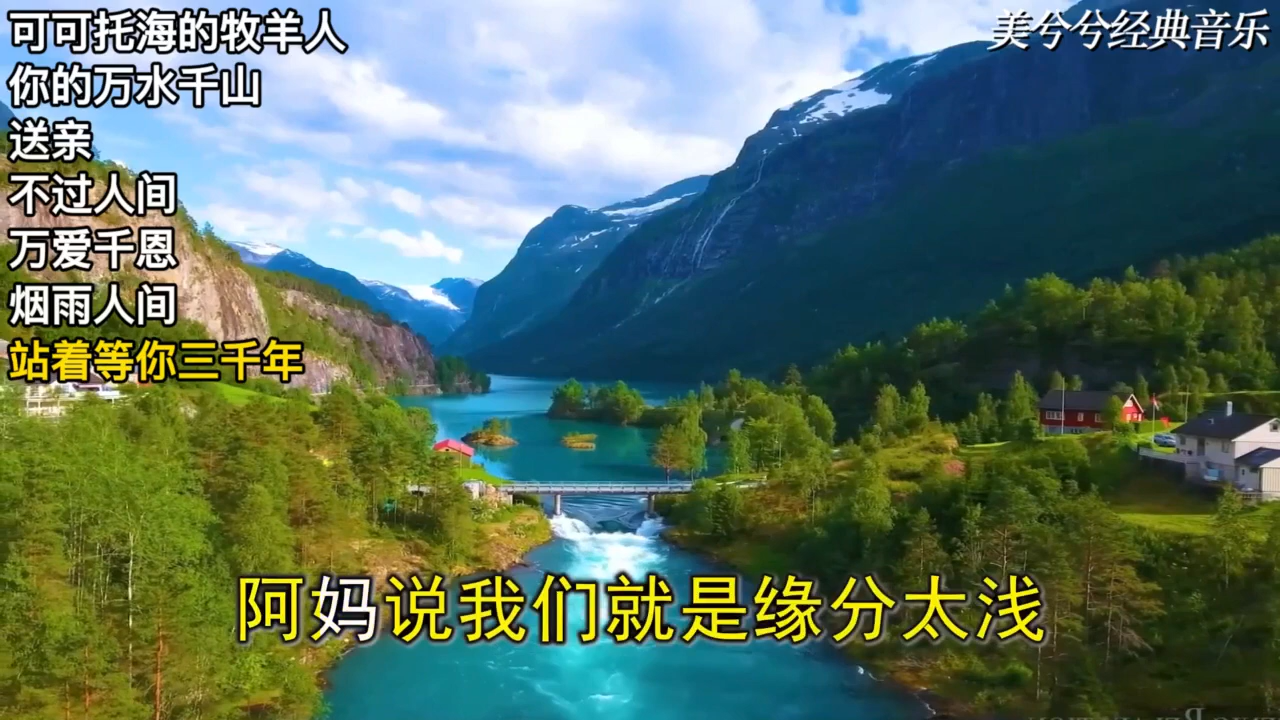 可可托海的牧羊人
美兮兮经典音乐
你的万水千山
送亲
不过人间
万爱千恩
烟雨人间
站着等你三千年
阿妈说我们就是缘分太浅